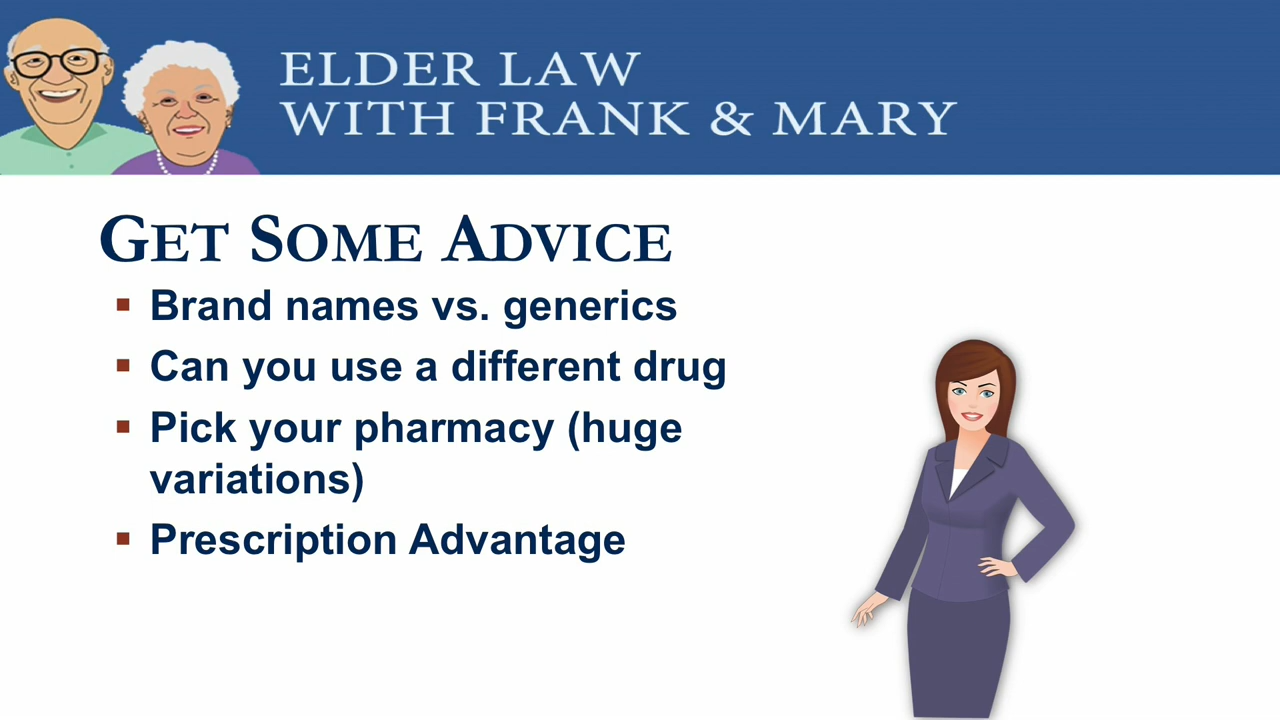 ELDER LAW
WITH FRANK & MARY
GET SOME ADVICE
▪ Brand names vs. generics
▪ Can you use a different drug
▪ Pick your pharmacy (huge
variations)
▪ Prescription Advantage